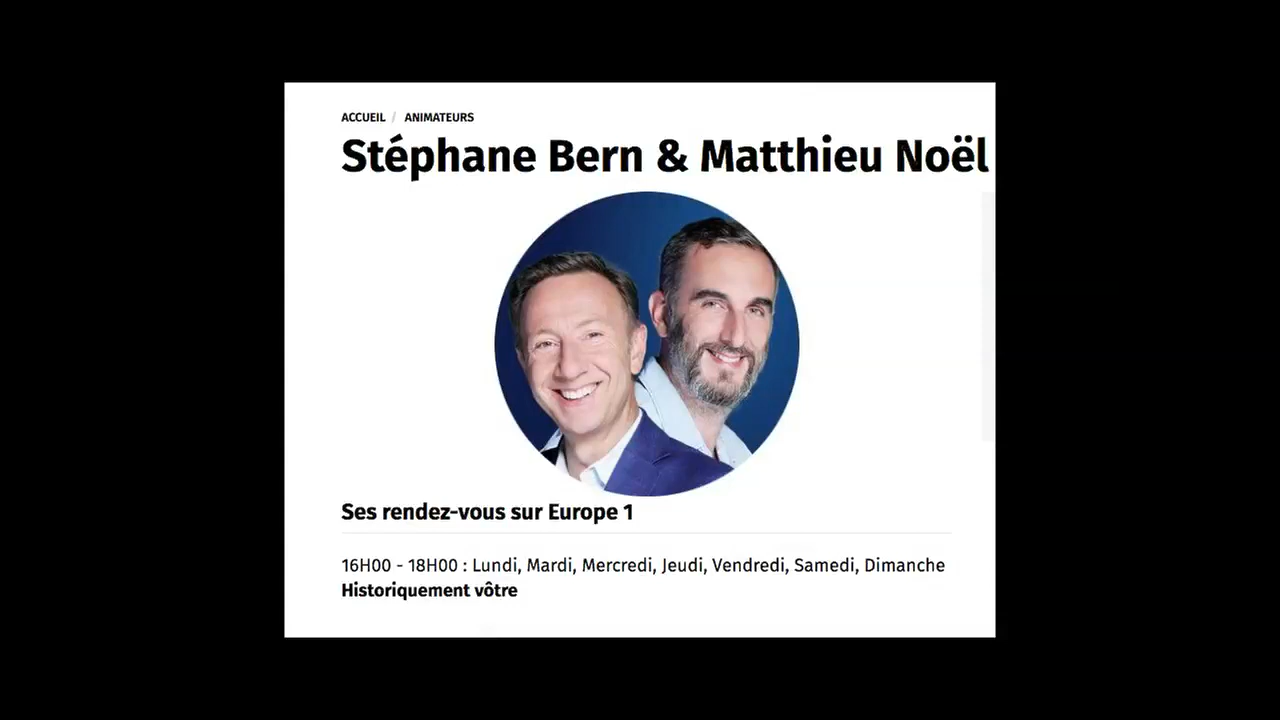 ACCUEIL / ANIMATEURS
Stéphane Bern & Matthieu Noël
Ses rendez-vous sur Europe 1
16H00 - 18H00 : Lundi, Mardi, Mercredi, Jeudi, Vendredi, Samedi, Dimanche
Historiquement vôtre